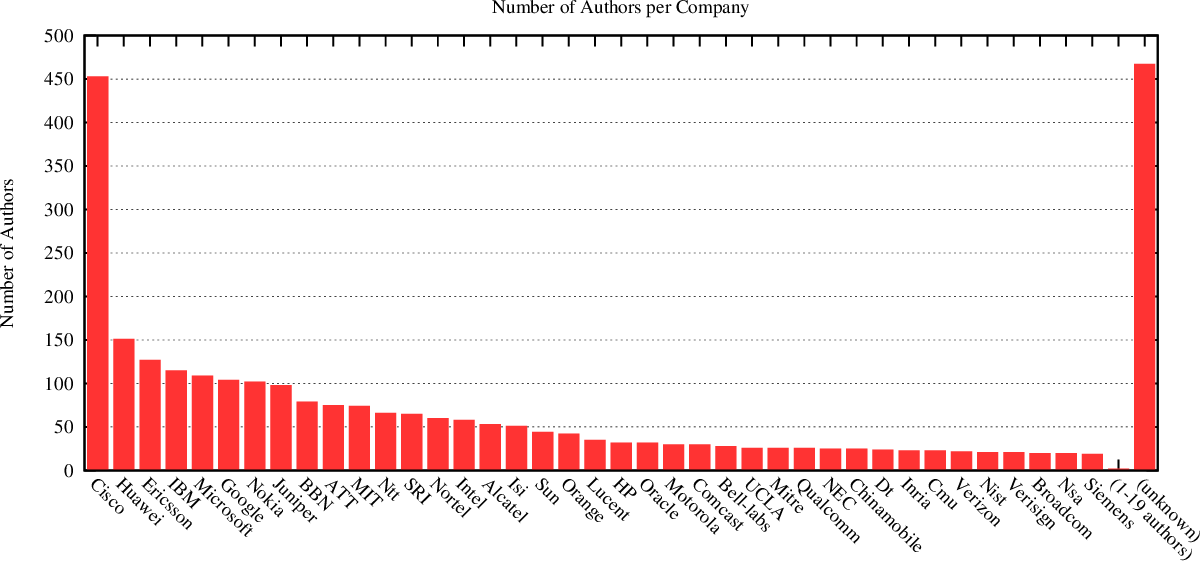 Number of Authors per Company
Number of Authors
500
450
400
350
300
250
200
150
100
50
0
Cisco
Huawei
Ericsson
IBM
Microsoft
Google
Nokia
Juniper
BBN
ATT
MIT
Ntt
SRI
Nortel
Intel
Alcatel
Isi
Sun
Orange
Lucent
HP
Oracle
Motorola
Comcast
Bell-labs
UCLA
Mitre
Qualcomm
NEC
Chinamobile
Dt
Inria
Cnu
Verizon
Nist
Verisign
Broadcom
Nsa
Siemens
(1-19 authors)
(unknown)